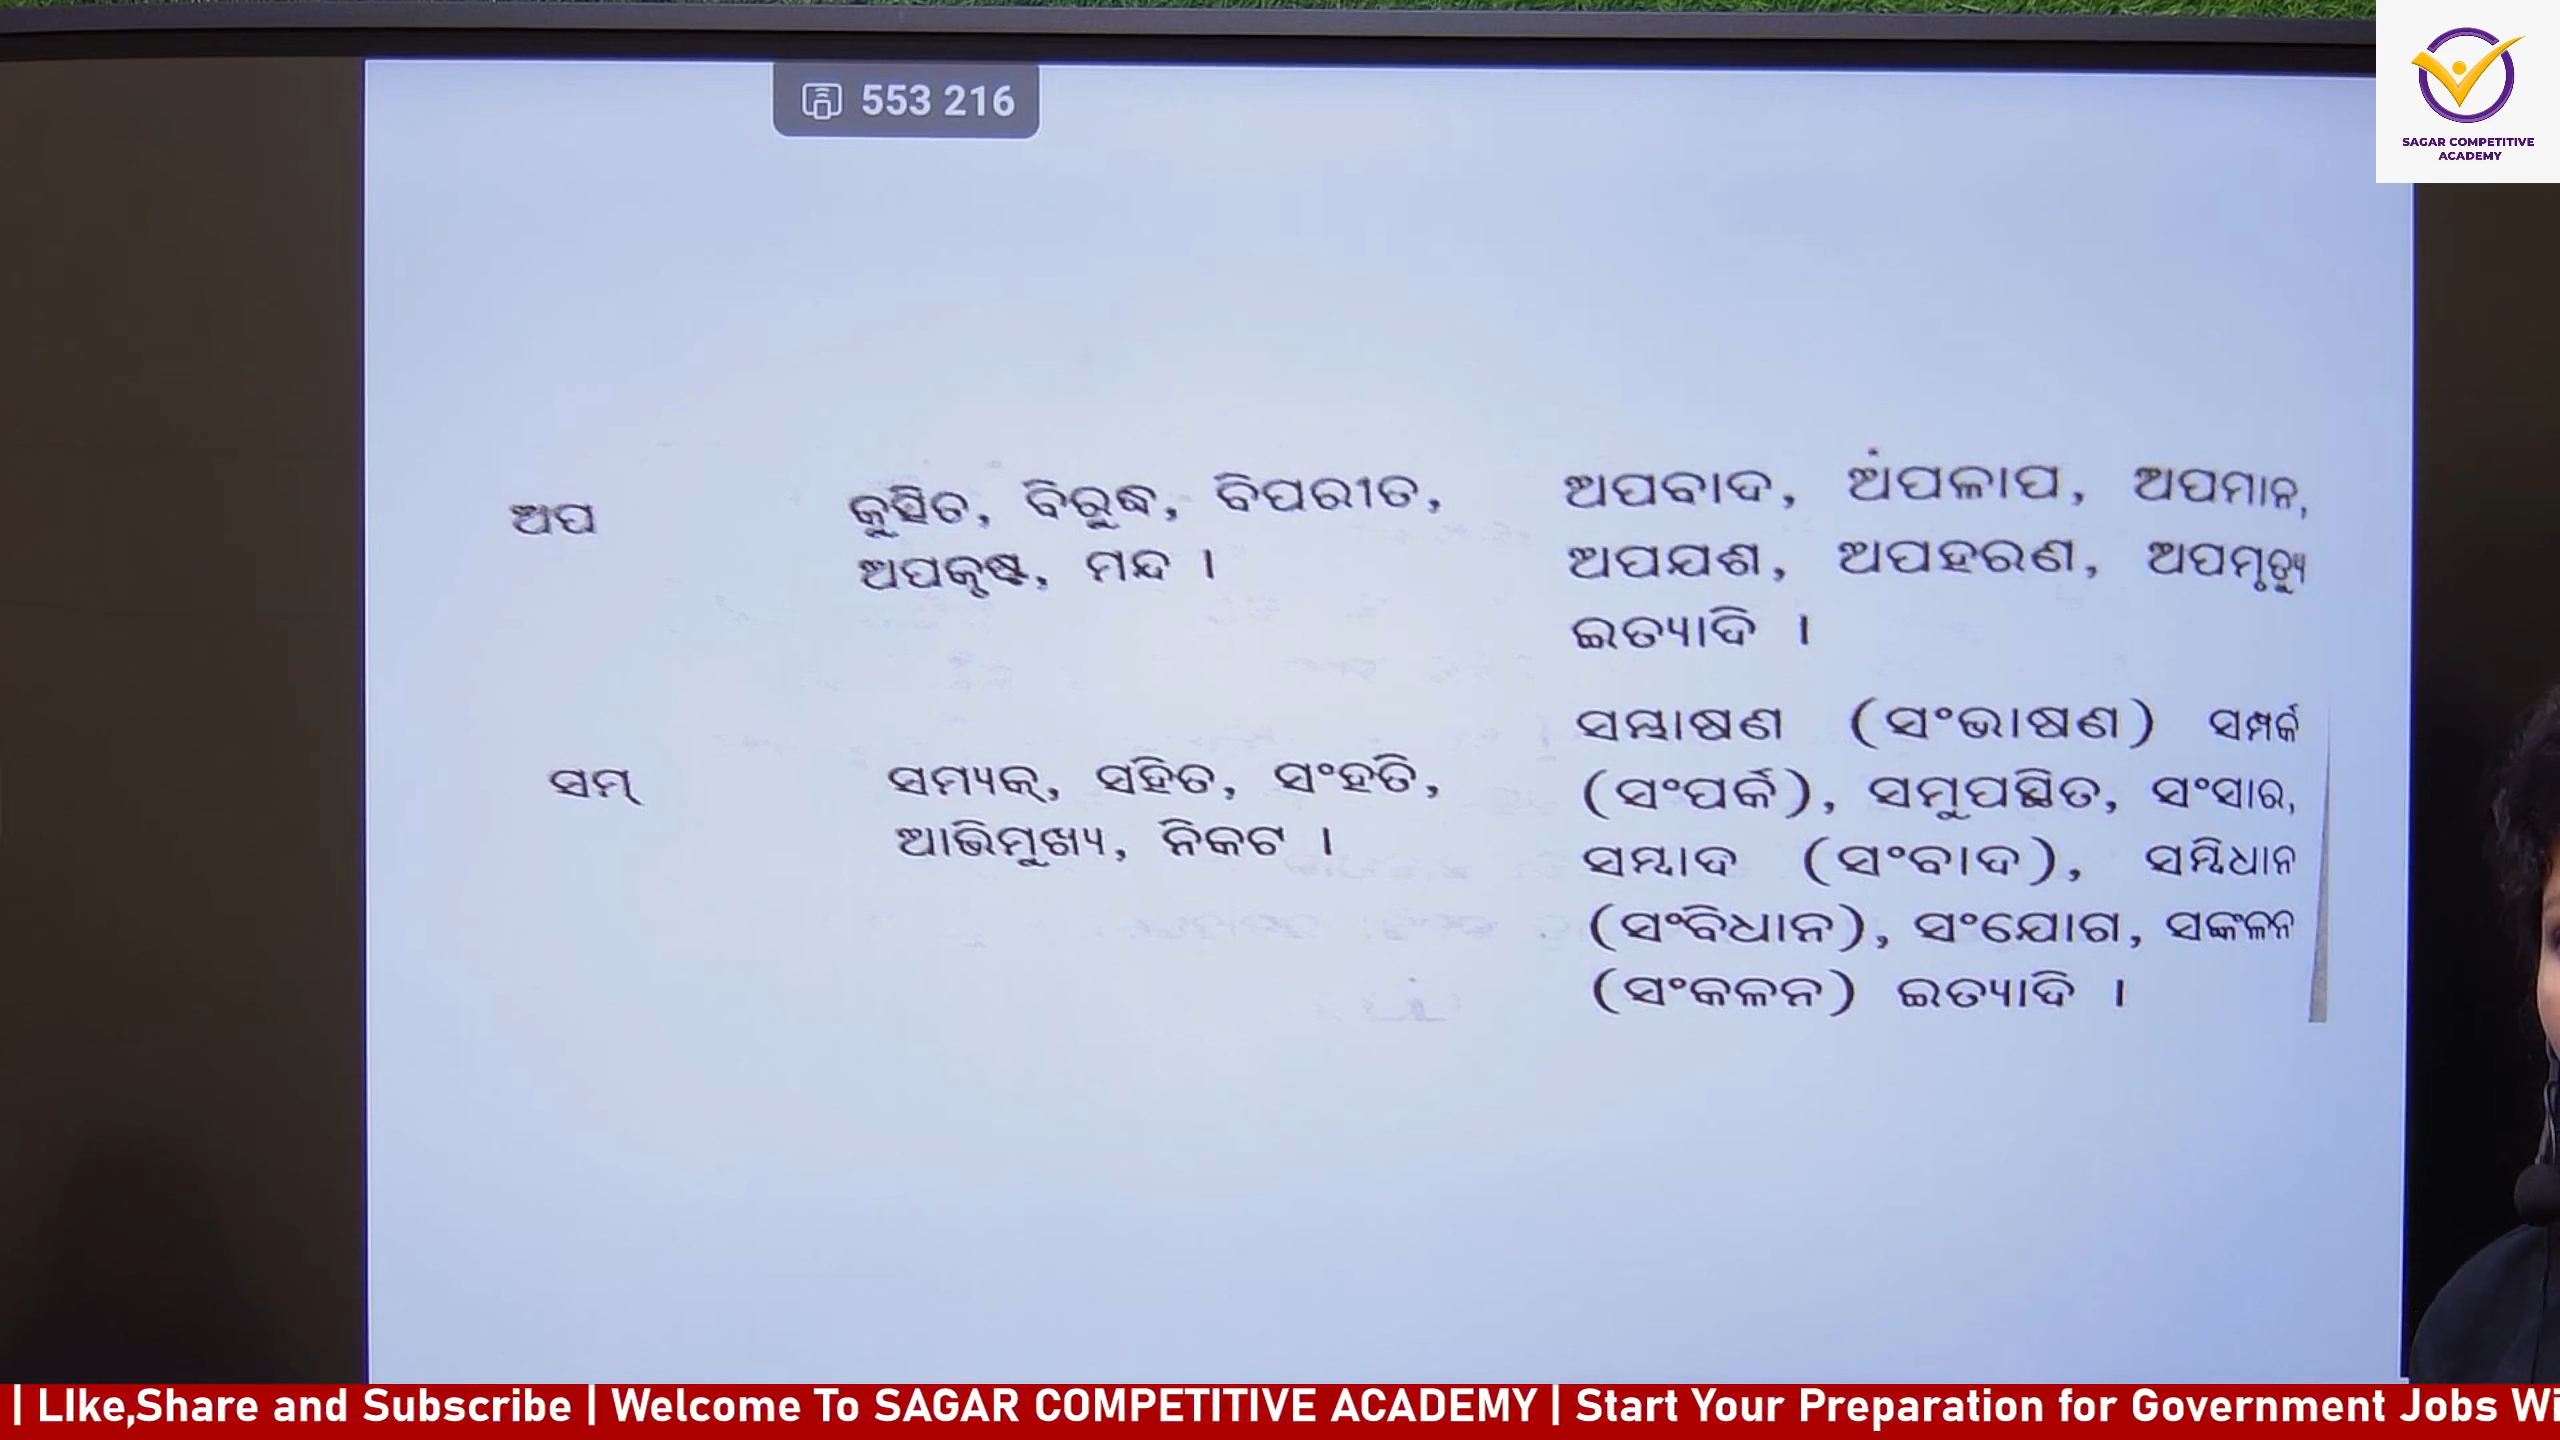 553 216
SAGAR COMPETITIVE
ACADEMY
ଅପ
କୁତ୍ସିତ, ବିରୁଦ୍ଧ, ବିପରୀତ,
ଅପକୃଷ୍ଟ, ମନ୍ଦ ।
ଅପବାଦ, ଅପଳାପ, ଅପମାନ,
ଅପଯଶ, ଅପହରଣ, ଅପମୃତ୍ୟୁ
ଇତ୍ୟାଦି ।
ସମ୍
ସମ୍ୟକ୍, ସହିତ, ସଂହତି,
ଆଭିମୁଖ୍ୟ, ନିକଟ ।
ସମ୍ଭାଷଣ (ସଂଭାଷଣ) ସମ୍ପର୍କ
(ସଂପର୍କ), ସମୁପସ୍ଥିତ, ସଂସାର,
ସମ୍ବାଦ (ସଂବାଦ), ସମ୍ବିଧାନ
(ସଂବିଧାନ), ସଂଯୋଗ, ସଙ୍କଳନ
(ସଂକଳନ) ଇତ୍ୟାଦି ।
| LIke,Share and Subscribe | Welcome To SAGAR COMPETITIVE ACADEMY | Start Your Preparation for Government Jobs Wi